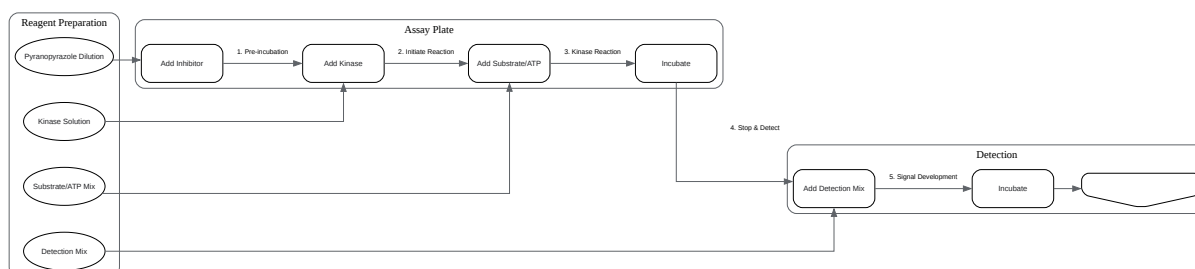 Reagent Preparation
Pyranopyrazole Dilution
Kinase Solution
Substrate/ATP Mix
Detection Mix
Assay Plate
Add Inhibitor
1. Pre-incubation
Add Kinase
2. Initiate Reaction
Add Substrate/ATP
3. Kinase Reaction
Incubate
4. Stop & Detect
Detection
Add Detection Mix
5. Signal Development
Incubate